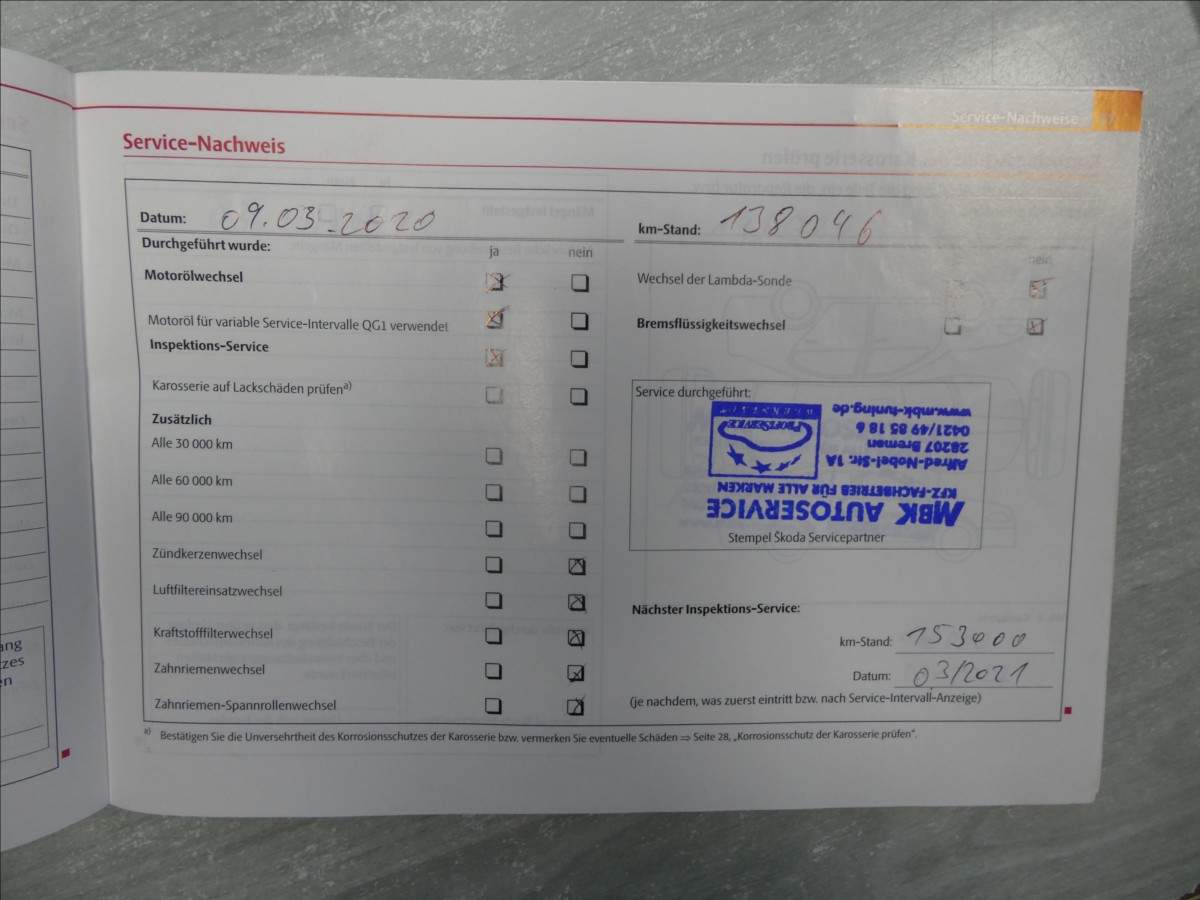 Service-Nachweise
Service-Nachweis
Datum: 09.03.2020
km-Stand: 138046
Durchgeführt wurde:
ja nein
nein
Motorölwechsel
Wechsel der Lambda-Sonde
Motoröl für variable Service-Intervalle QG1 verwendet
Bremsflüssigkeitswechsel
Inspektions-Service
Karosserie auf Lackschäden prüfen a)
Service durchgeführt:
Zusätzlich
Alle 30 000 km
Alle 60 000 km
Alle 90 000 km
MBK AUTOSERVICE
KFZ-FACHBETRIEB FÜR ALLE MARKEN
PROFISERVICE
Alfred-Nobel-Str. 1A
28207 Bremen
0421/49 85 18 6
www.mbk-tuning.de
Stempel Škoda Servicepartner
Zündkerzenwechsel
Luftfiltereinsatzwechsel
Kraftstofffilterwechsel
Zahnriemenwechsel
Zahnriemen-Spannrollenwechsel
Nächster Inspektions-Service:
km-Stand: 153000
Datum: 03/2021
(je nachdem, was zuerst eintritt bzw. nach Service-Intervall-Anzeige)
a) Bestätigen Sie die Unversehrtheit des Korrosionsschutzes der Karosserie bzw. vermerken Sie eventuelle Schäden ⇒ Seite 28, „Korrosionsschutz der Karosserie prüfen“.